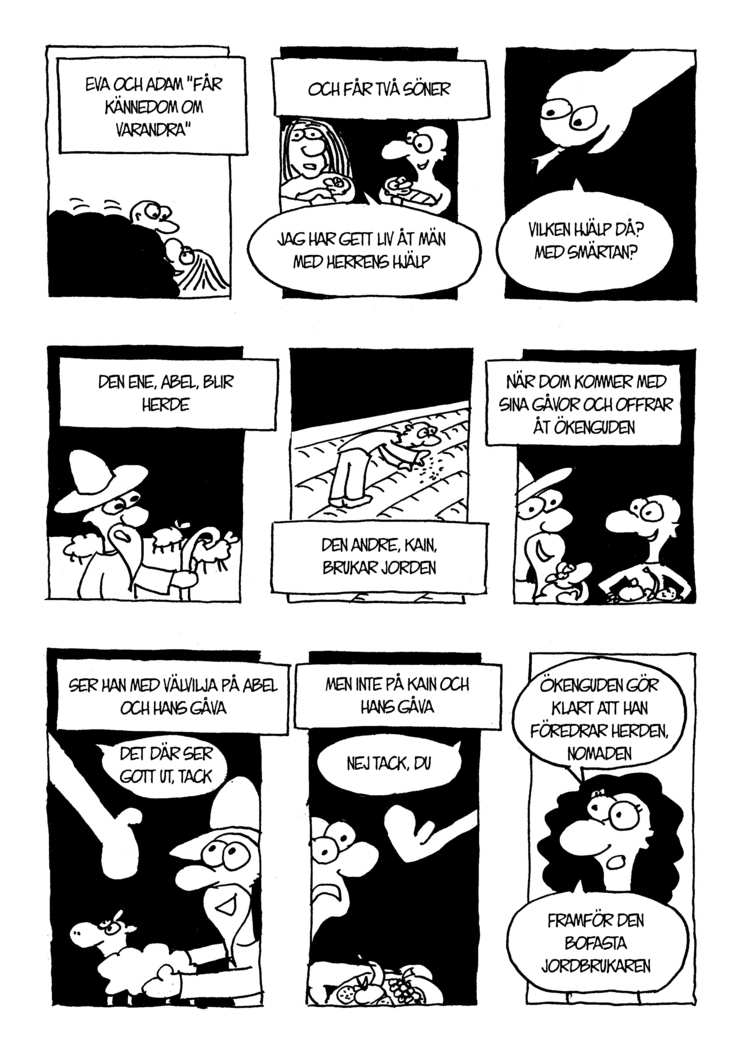 EVA OCH ADAM "FÅR
KÄNNEDOM OM
VARANDRA"
OCH FÅR TVÅ SÖNER
JAG HAR GETT LIV ÅT MÄN
MED HERRENS HJÄLP
VILKEN HJÄLP DÅ?
MED SMÄRTAN?
DEN ENE, ABEL, BLIR
HERDE
DEN ANDRE, KAIN,
BRUKAR JORDEN
NÄR DOM KOMMER MED
SINA GÅVOR OCH OFFRAR
ÅT ÖKENGUDEN
SER HAN MED VÄLVILJA PÅ ABEL
OCH HANS GÅVA
DET DÄR SER
GOTT UT, TACK
MEN INTE PÅ KAIN OCH
HANS GÅVA
NEJ TACK, DU
ÖKENGUDEN GÖR
KLART ATT HAN
FÖREDRAR HERDEN,
NOMADEN
FRAMFÖR DEN
BOFASTA
JORDBRUKAREN